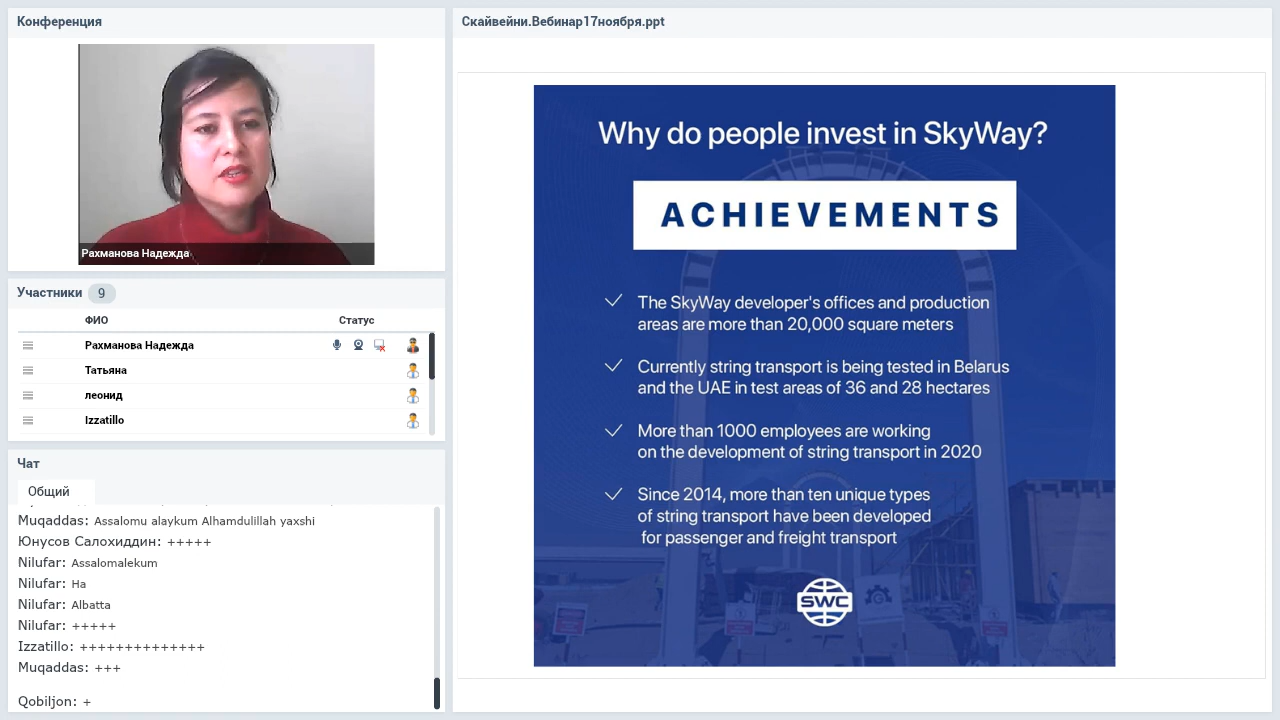 Конференция
Рахманова Надежда
Участники 9
ФИО Статус
Рахманова Надежда
Татьяна
леонид
Izzatillo
Чат
Общий
Muqaddas: Assalomu alaykum Alhamdulillah yaxshi
Юнусов Салохиддин: +++++
Nilufar: Assalomalekum
Nilufar: Ha
Nilufar: Albatta
Nilufar: +++++
Izzatillo: ++++++++++++++
Muqaddas: +++
Qobiljon: +
Скайвейни.Вебинар17ноября.ppt
Why do people invest in SkyWay?
ACHIEVEMENTS
The SkyWay developer's offices and production
areas are more than 20,000 square meters
Currently string transport is being tested in Belarus
and the UAE in test areas of 36 and 28 hectares
More than 1000 employees are working
on the development of string transport in 2020
Since 2014, more than ten unique types
of string transport have been developed
for passenger and freight transport
SWC